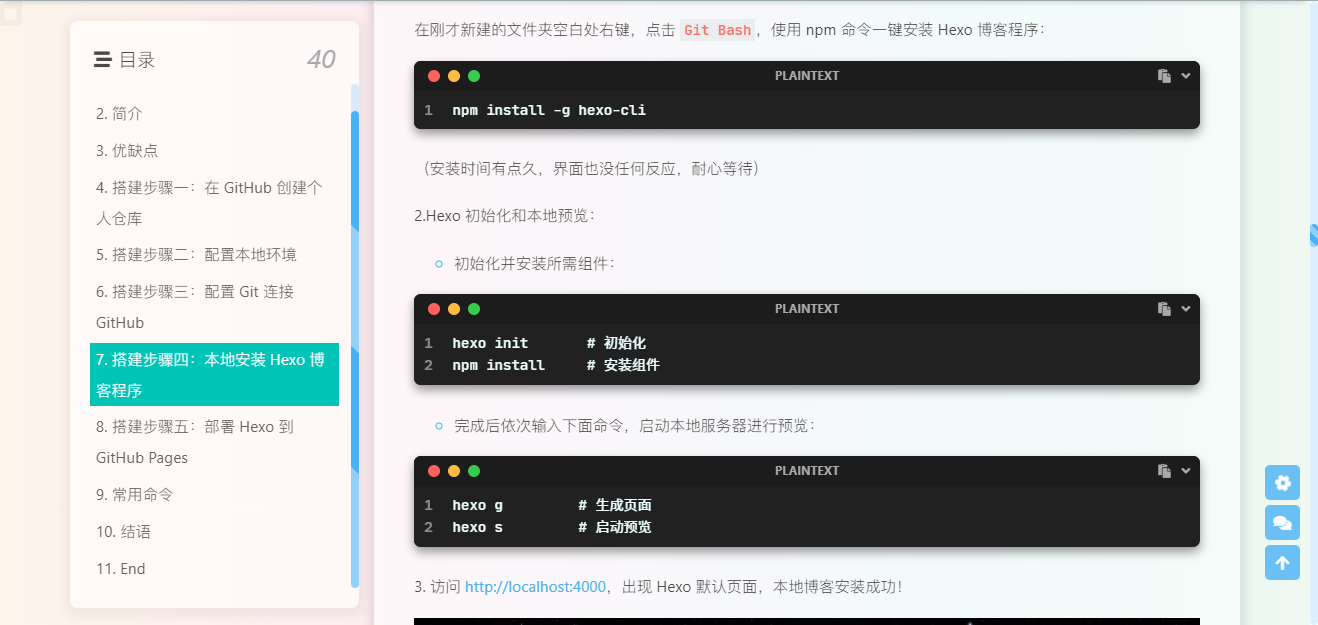 目录
40
2. 简介
3. 优缺点
4. 搭建步骤一：在 GitHub 创建个
人仓库
5. 搭建步骤二：配置本地环境
6. 搭建步骤三：配置 Git 连接
GitHub
7. 搭建步骤四：本地安装 Hexo 博
客程序
8. 搭建步骤五：部署 Hexo 到
GitHub Pages
9. 常用命令
10. 结语
11. End
在刚才新建的文件夹空白处右键，点击 Git Bash，使用 npm 命令一键安装 Hexo 博客程序：
PLAINTEXT
1 npm install -g hexo-cli
（安装时间有点久，界面也没任何反应，耐心等待）
2.Hexo 初始化和本地预览：
初始化并安装所需组件：
PLAINTEXT
1 hexo init # 初始化
2 npm install # 安装组件
完成后依次输入下面命令，启动本地服务器进行预览：
PLAINTEXT
1 hexo g # 生成页面
2 hexo s # 启动预览
3. 访问 http://localhost:4000，出现 Hexo 默认页面，本地博客安装成功！